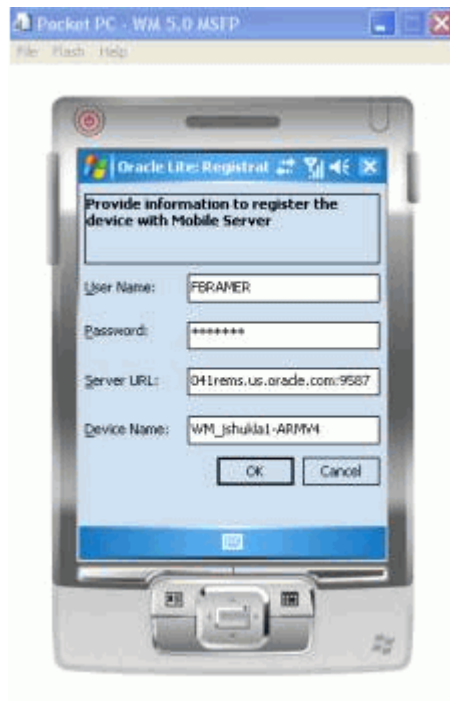 Pocket PC - WM 5.0 MSFP
File Flash Help
Oracle Lite: Registrat
Provide information to register the
device with Mobile Server
User Name: FBRAMER
Password: *******
Server URL: 041rems.us.oracle.com:9587
Device Name: WM_jshukla1-ARMV4
OK Cancel